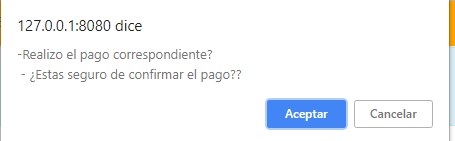 127.0.0.1:8080 dice
-Realizo el pago correspondiente?
- ¿Estas seguro de confirmar el pago??
Aceptar Cancelar